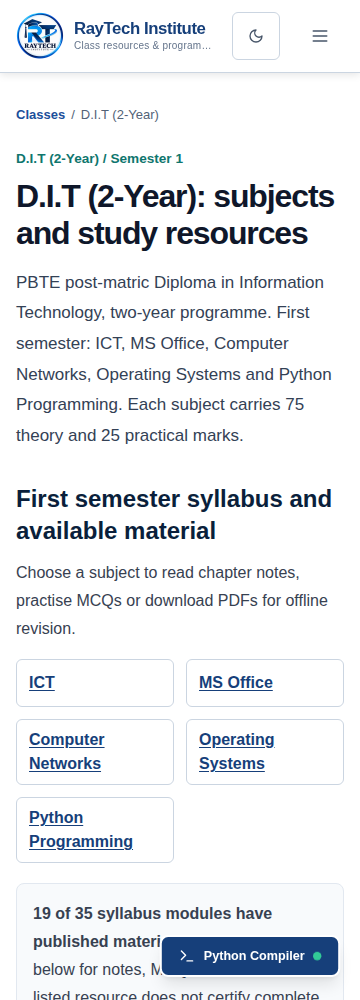 RayTech Institute
Class resources & program…
RAYTECH
Classes / D.I.T (2-Year)
D.I.T (2-Year) / Semester 1
D.I.T (2-Year): subjects
and study resources
PBTE post-matric Diploma in Information
Technology, two-year programme. First
semester: ICT, MS Office, Computer
Networks, Operating Systems and Python
Programming. Each subject carries 75
theory and 25 practical marks.
First semester syllabus and
available material
Choose a subject to read chapter notes,
practise MCQs or download PDFs for offline
revision.
ICT
MS Office
Computer
Networks
Operating
Systems
Python
Programming
19 of 35 syllabus modules have
published
Python Compiler
below for notes,
listed resource does not certify complete